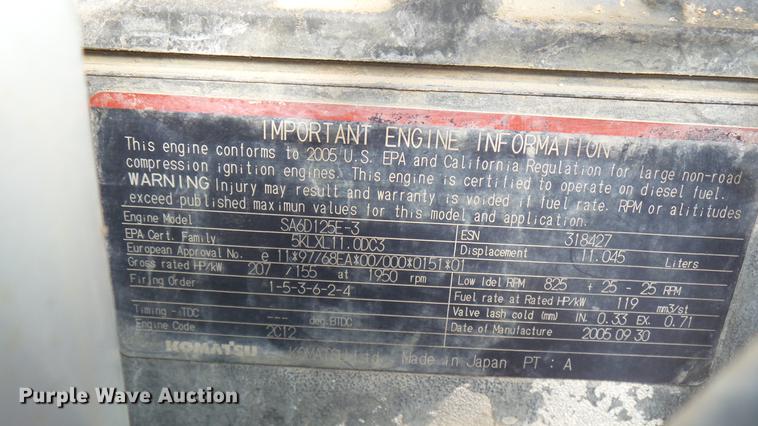 IMPORTANT ENGINE INFORMATION
This engine conforms to 2005 U.S. EPA and California Regulation for large non-road
compression ignition engines. This engine is certified to operate on diesel fuel.
WARNING Injury may result and warranty is voided if fuel rate. RPM or alititudes
exceed published maximun values for this model and application.
Engine Model SA6D125E-3 ESN 318427
EPA Cert. Family 5KLXL11.0DC3 Displacement 11.045 Liters
European Approval No. e 11*97/68EA*00/000*0151*01
Gross rated HP/kW 207 / 155 at 1950 rpm Low Idel RPM 825 + 25 - 25 RPM
Firing Order 1-5-3-6-2-4 Fuel rate at Rated HP/kW 119 mm3/st
Timing - TDC --- deg.BTDC Valve lash cold (mm) IN. 0.33 EX. 0.71
Engine Code 2C12 Date of Manufacture 2005 09 30
KOMATSU KOMATSU Ltd. Made in Japan PT : A
Purple Wave Auction